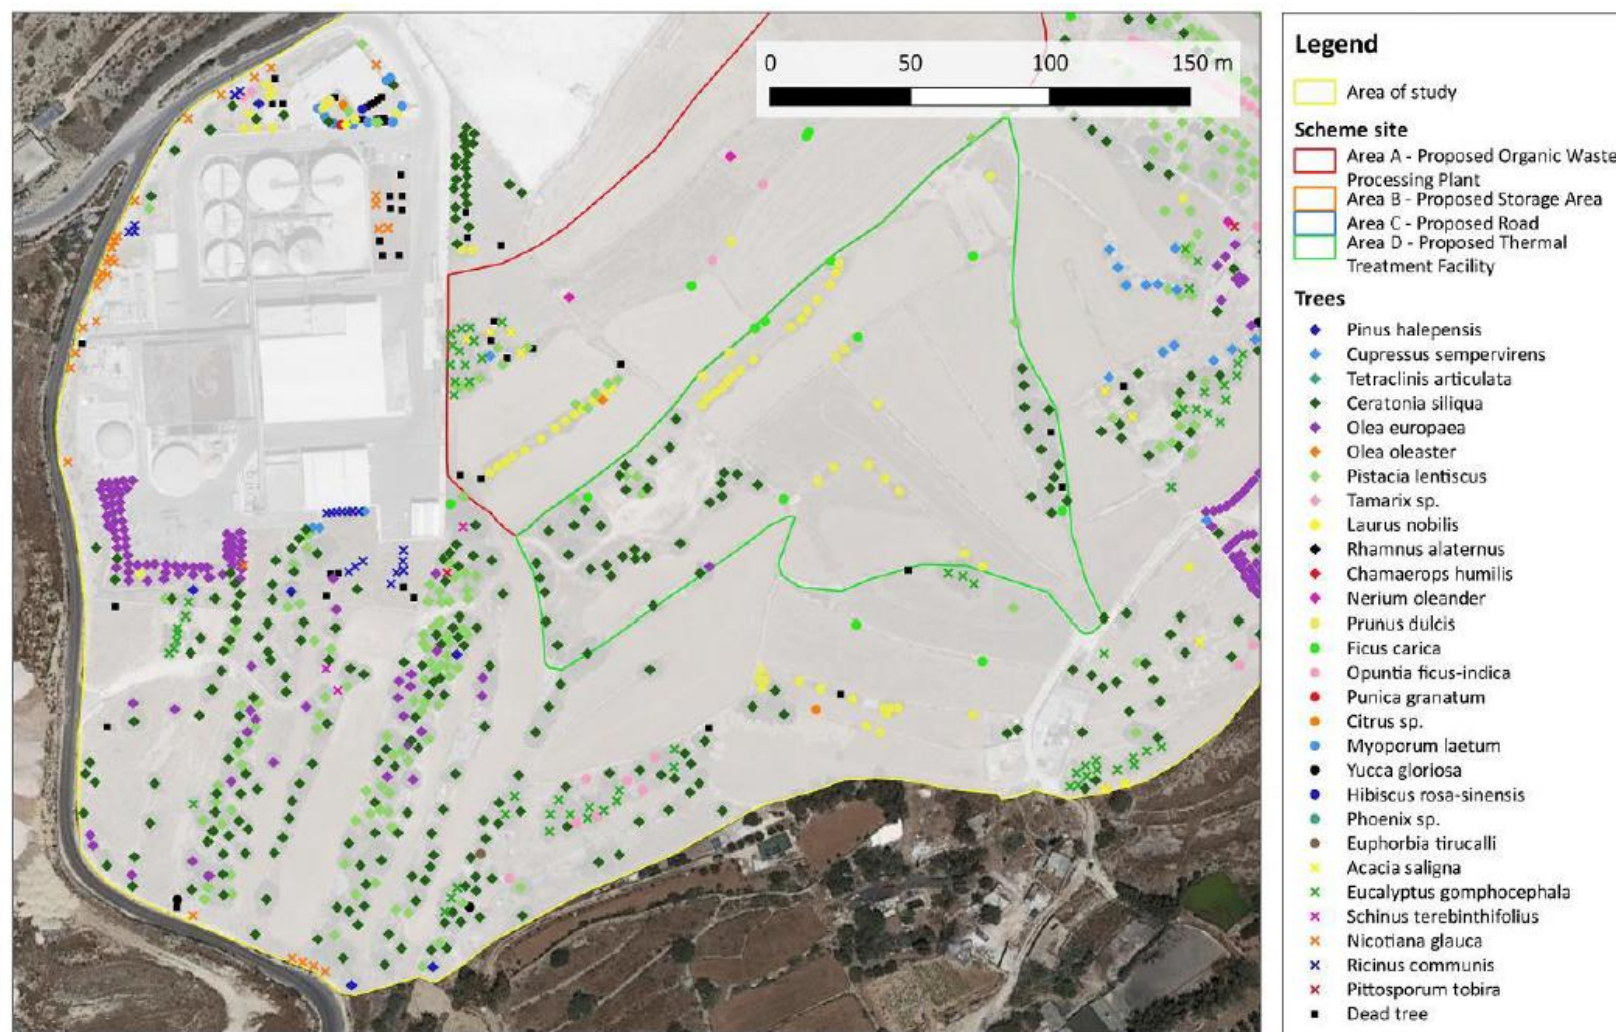 0 50 100 150 m
Legend
Area of study
Scheme site
Area A - Proposed Organic Waste
Processing Plant
Area B - Proposed Storage Area
Area C - Proposed Road
Area D - Proposed Thermal
Treatment Facility
Trees
Pinus halepensis
Cupressus sempervirens
Tetraclinis articulata
Ceratonia siliqua
Olea europaea
Olea oleaster
Pistacia lentiscus
Tamarix sp.
Laurus nobilis
Rhamnus alaternus
Chamaerops humilis
Nerium oleander
Prunus dulcis
Ficus carica
Opuntia ficus-indica
Punica granatum
Citrus sp.
Myoporum laetum
Yucca gloriosa
Hibiscus rosa-sinensis
Phoenix sp.
Euphorbia tirucalli
Acacia saligna
Eucalyptus gomphocephala
Schinus terebinthifolius
Nicotiana glauca
Ricinus communis
Pittosporum tobira
Dead tree